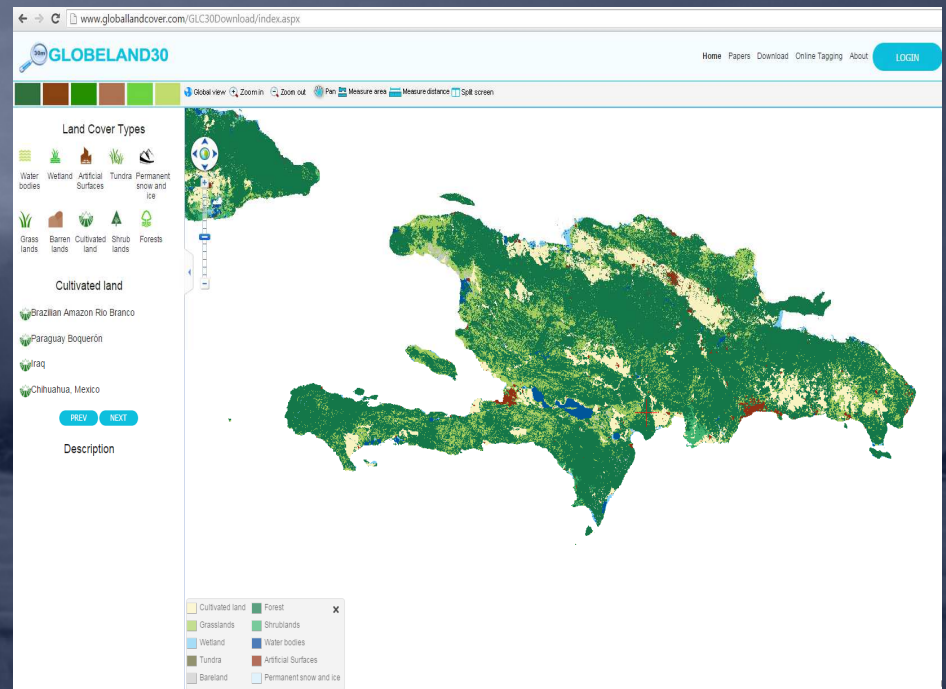 www.globallandcover.com/GLC30Download/index.aspx
30m GLOBELAND30
Home Papers Download Online Tagging About LOGIN
Global view Zoom in Zoom out Pan Measure area Measure distance Split screen
Land Cover Types
Water bodies
Wetland
Artificial Surfaces
Tundra
Permanent snow and ice
Grass lands
Barren lands
Cultivated land
Shrub lands
Forests
Cultivated land
Brazilian Amazon Rio Branco
Paraguay Boquerón
Iraq
Chihuahua, Mexico
PREV NEXT
Description
Cultivated land Forest x
Grasslands Shrublands
Wetland Water bodies
Tundra Artificial Surfaces
Bareland Permanent snow and ice